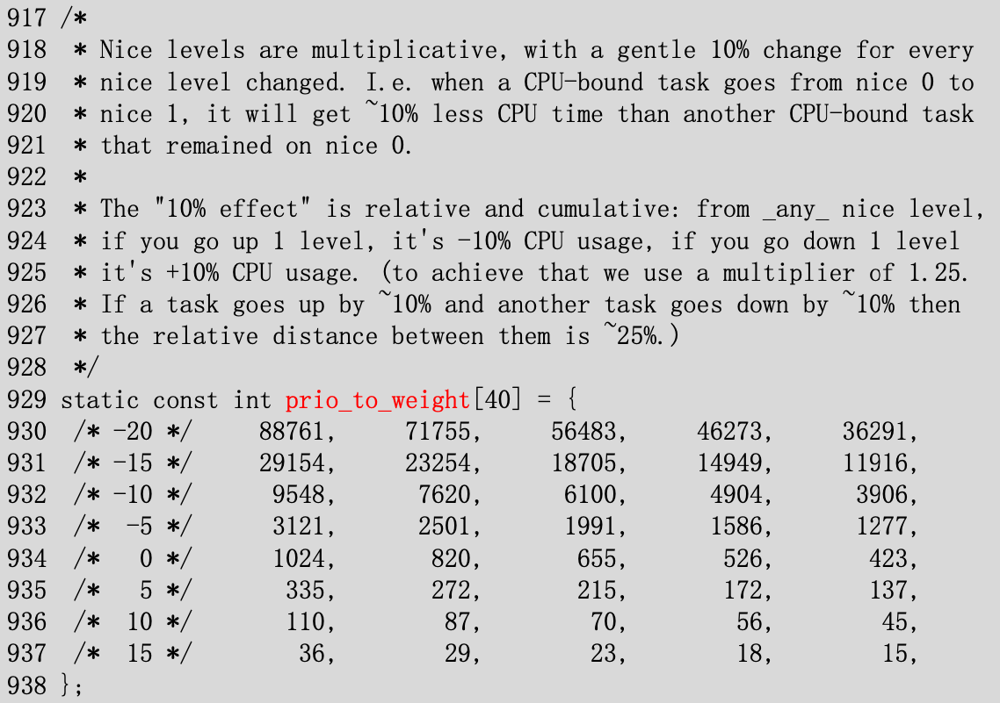 917 /*
918  * Nice levels are multiplicative, with a gentle 10% change for every
919  * nice level changed. I.e. when a CPU-bound task goes from nice 0 to
920  * nice 1, it will get ~10% less CPU time than another CPU-bound task
921  * that remained on nice 0.
922  *
923  * The "10% effect" is relative and cumulative: from _any_ nice level,
924  * if you go up 1 level, it's -10% CPU usage, if you go down 1 level
925  * it's +10% CPU usage. (to achieve that we use a multiplier of 1.25.
926  * If a task goes up by ~10% and another task goes down by ~10% then
927  * the relative distance between them is ~25%.)
928  */
929 static const int prio_to_weight[40] = {
930  /* -20 */     88761,     71755,     56483,     46273,     36291,
931  /* -15 */     29154,     23254,     18705,     14949,     11916,
932  /* -10 */      9548,      7620,      6100,      4904,      3906,
933  /*  -5 */      3121,      2501,      1991,      1586,      1277,
934  /*   0 */      1024,       820,       655,       526,       423,
935  /*   5 */       335,       272,       215,       172,       137,
936  /*  10 */       110,        87,        70,        56,        45,
937  /*  15 */        36,        29,        23,        18,        15,
938 };